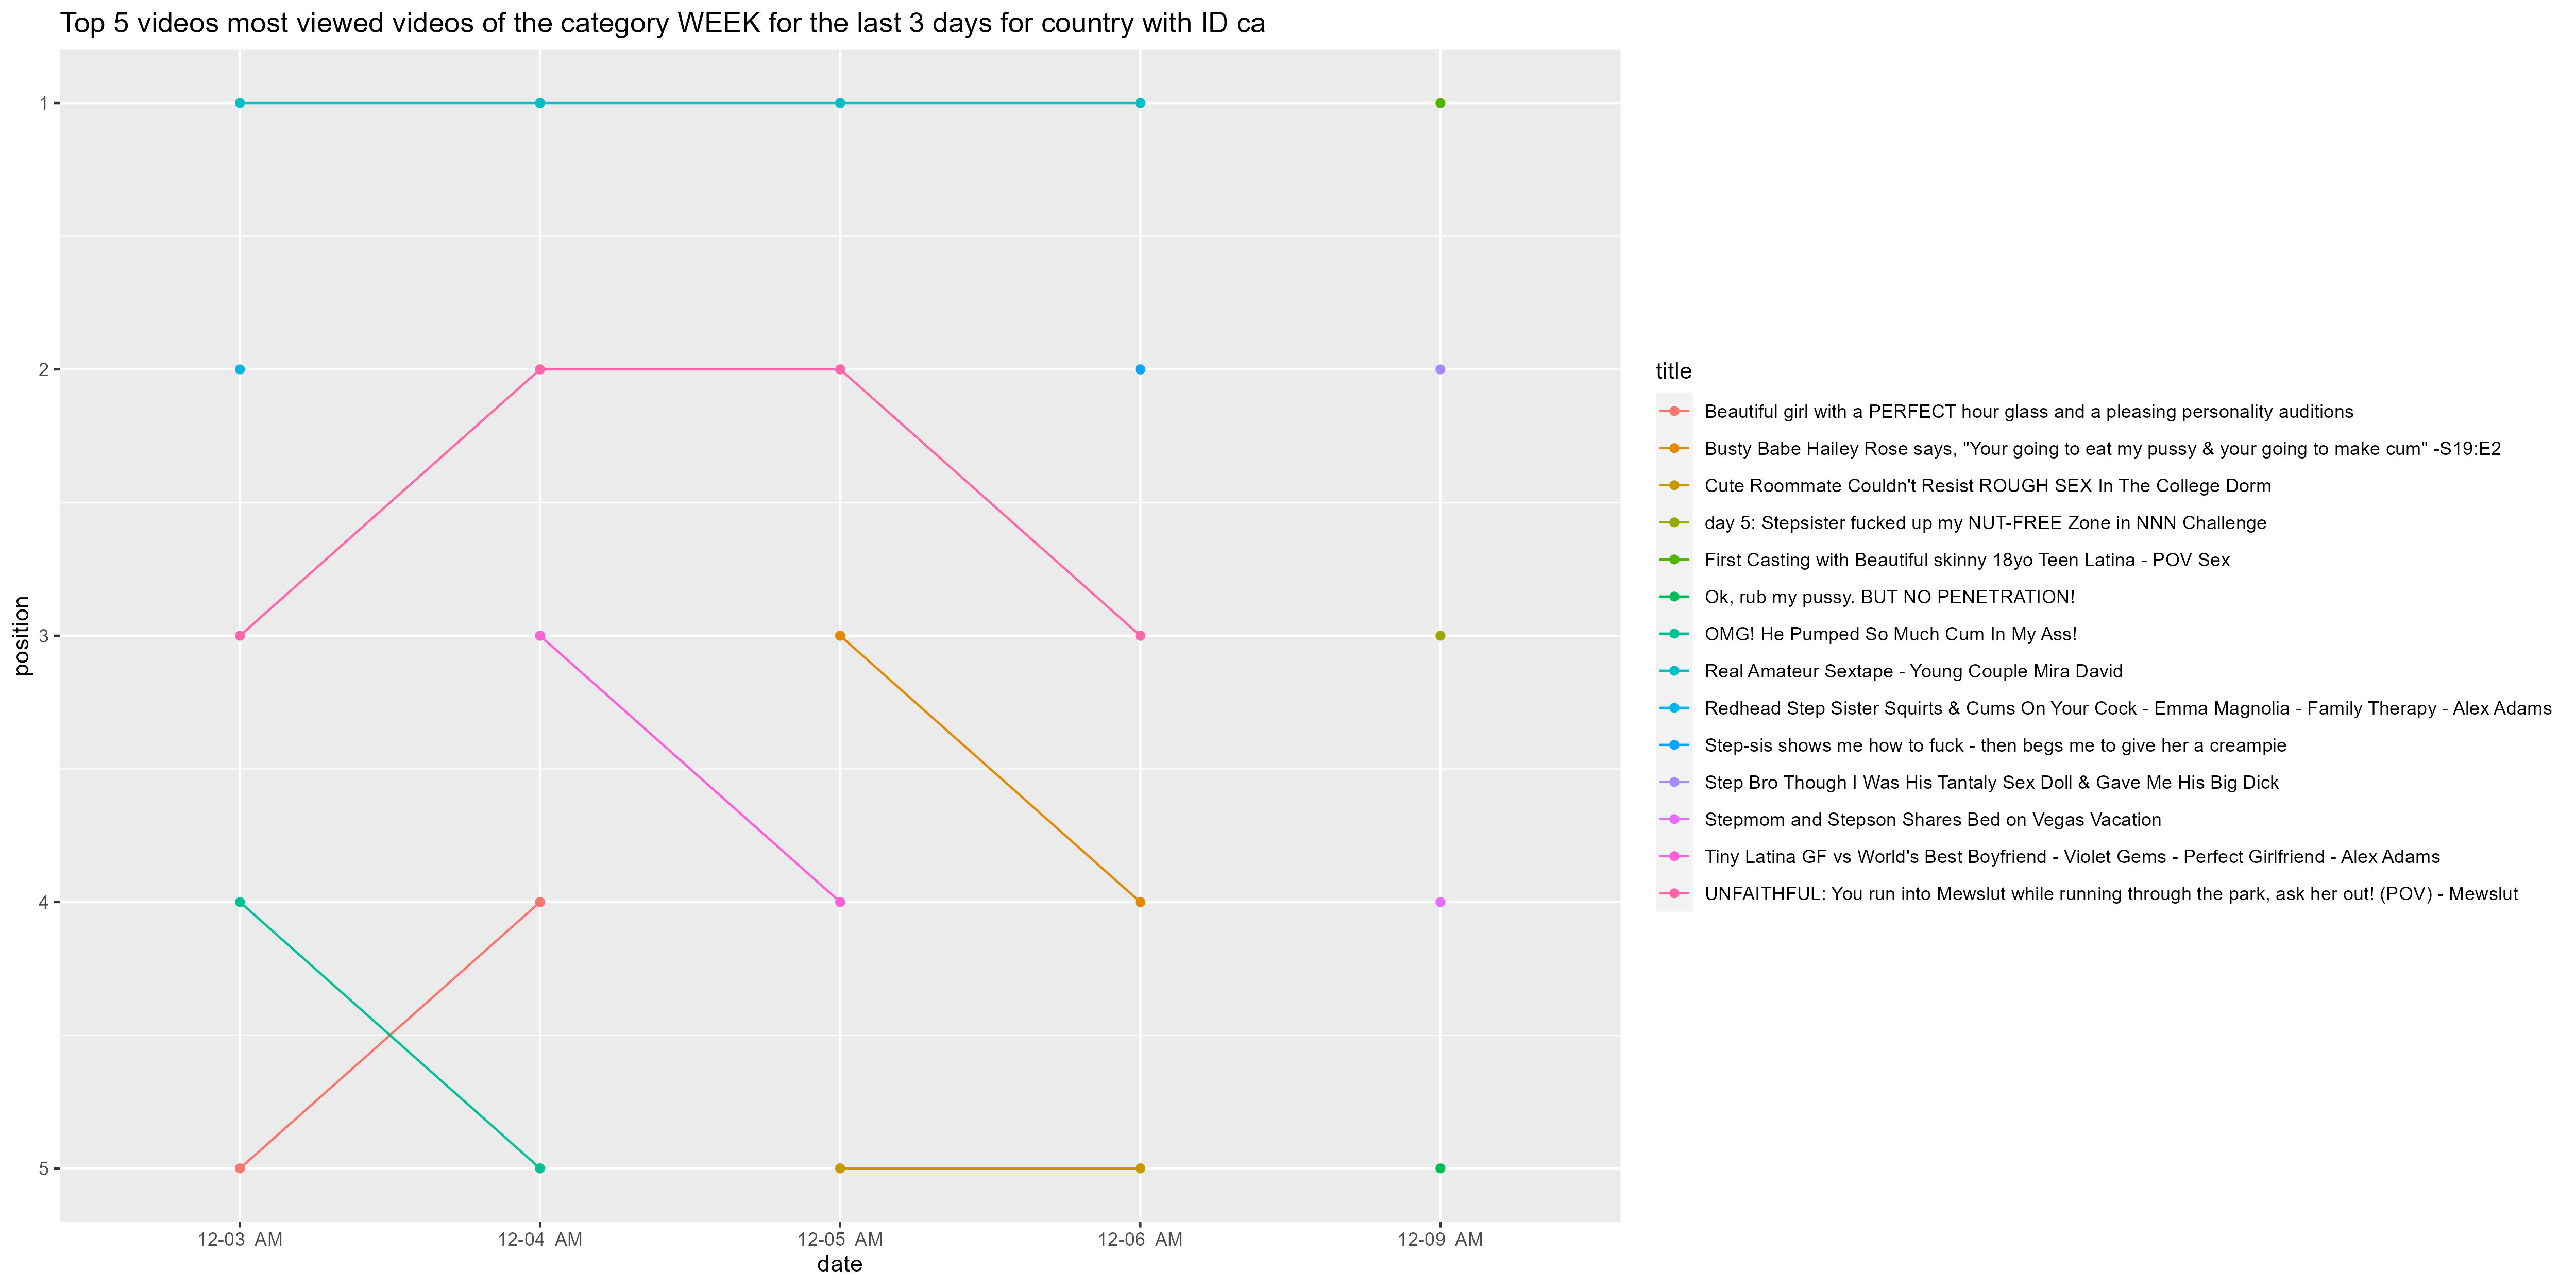 Top 5 videos most viewed videos of the category WEEK for the last 3 days for country with ID ca
position
1
2
3
4
5
12-03 AM
12-04 AM
12-05 AM
12-06 AM
12-09 AM
date
title
Beautiful girl with a PERFECT hour glass and a pleasing personality auditions
Busty Babe Hailey Rose says, "Your going to eat my pussy & your going to make cum" -S19:E2
Cute Roommate Couldn't Resist ROUGH SEX In The College Dorm
day 5: Stepsister fucked up my NUT-FREE Zone in NNN Challenge
First Casting with Beautiful skinny 18yo Teen Latina - POV Sex
Ok, rub my pussy. BUT NO PENETRATION!
OMG! He Pumped So Much Cum In My Ass!
Real Amateur Sextape - Young Couple Mira David
Redhead Step Sister Squirts & Cums On Your Cock - Emma Magnolia - Family Therapy - Alex Adams
Step-sis shows me how to fuck - then begs me to give her a creampie
Step Bro Though I Was His Tantaly Sex Doll & Gave Me His Big Dick
Stepmom and Stepson Shares Bed on Vegas Vacation
Tiny Latina GF vs World's Best Boyfriend - Violet Gems - Perfect Girlfriend - Alex Adams
UNFAITHFUL: You run into Mewslut while running through the park, ask her out! (POV) - Mewslut